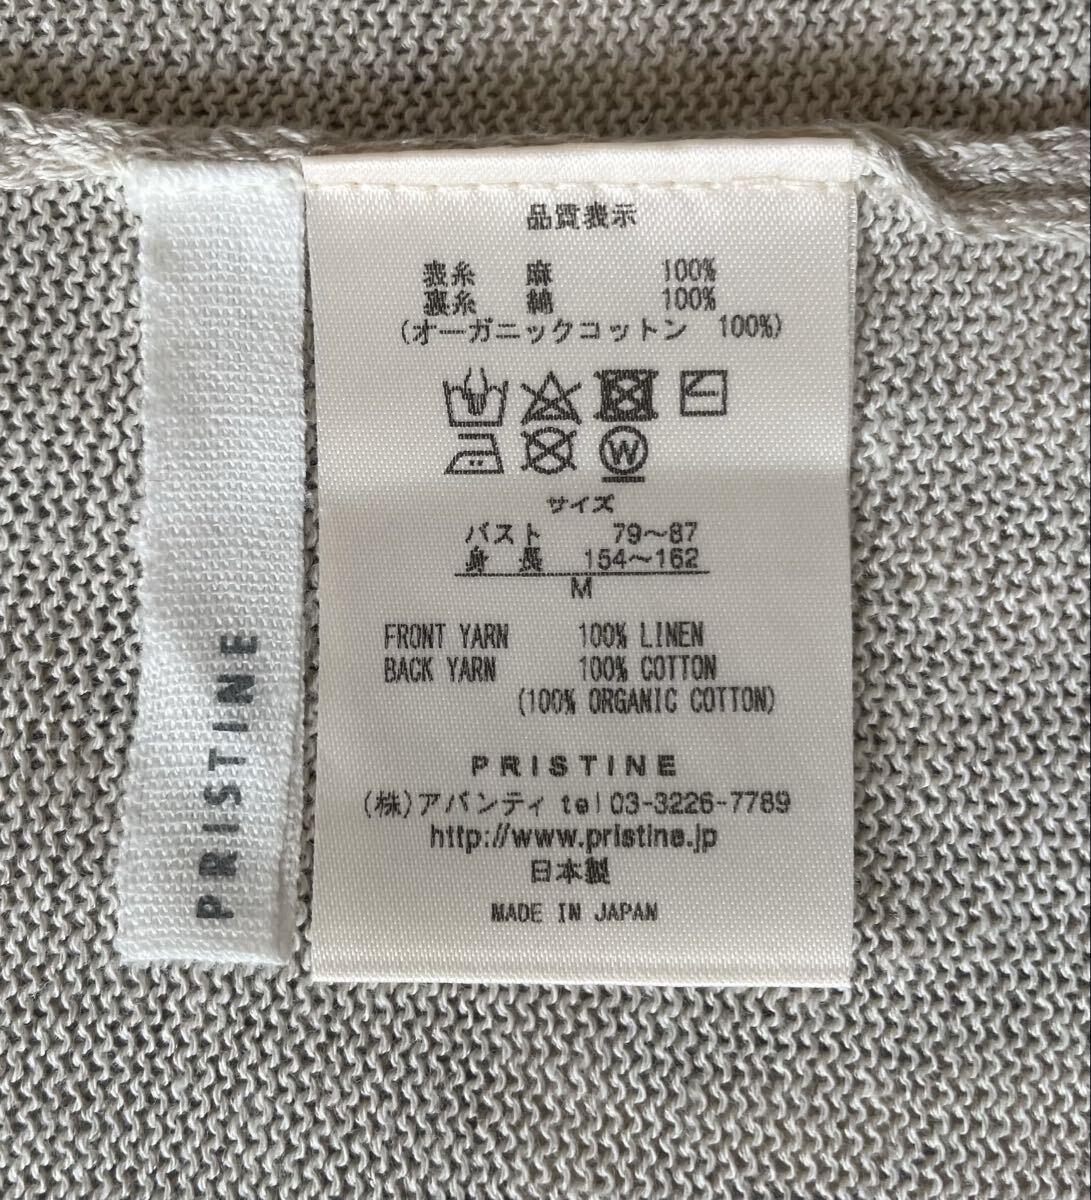 PRISTINE
品質表示
表糸 麻 100%
裏糸 綿 100%
(オーガニックコットン 100%)
W
サイズ
バスト 79~87
身長 154~162
M
FRONT YARN 100% LINEN
BACK YARN 100% COTTON
(100% ORGANIC COTTON)
PRISTINE
(株)アバンティ tel 03-3226-7789
http://www.pristine.jp
日本製
MADE IN JAPAN